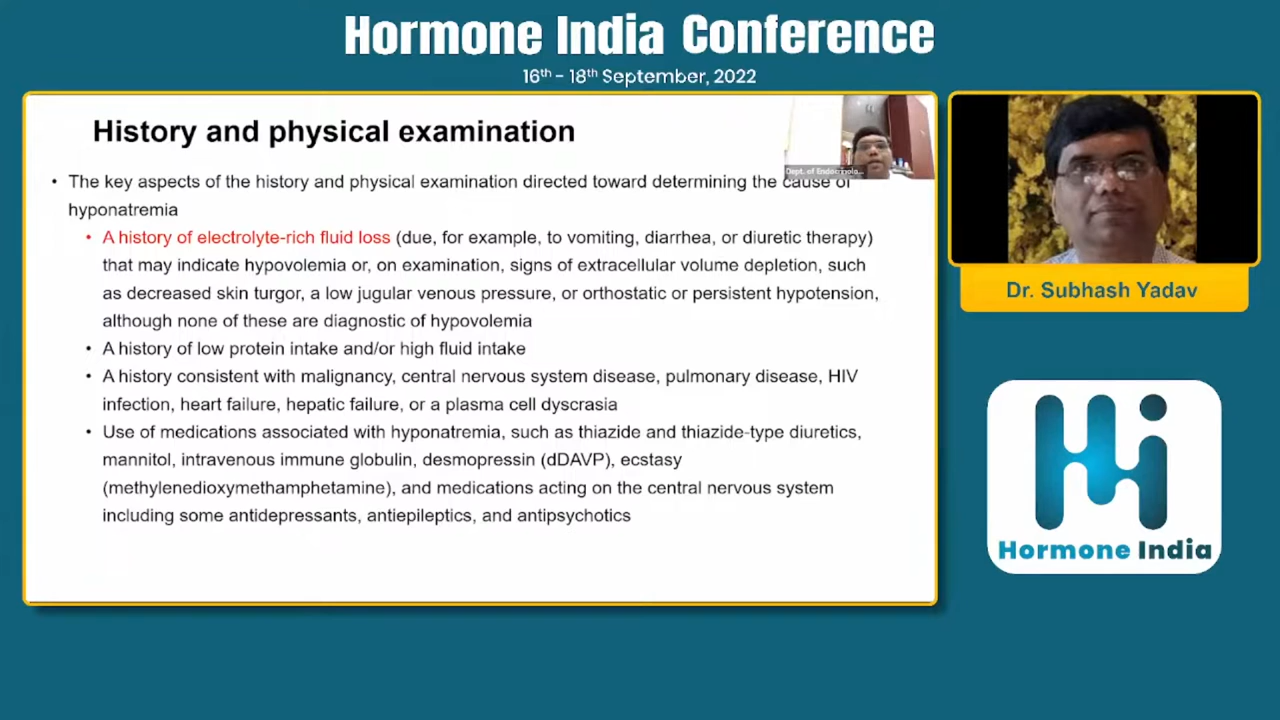 Hormone India Conference
16th - 18th September, 2022
History and physical examination
Dept. of Endocrinolo...
• The key aspects of the history and physical examination directed toward determining the cause of
hyponatremia
• A history of electrolyte-rich fluid loss (due, for example, to vomiting, diarrhea, or diuretic therapy)
that may indicate hypovolemia or, on examination, signs of extracellular volume depletion, such
as decreased skin turgor, a low jugular venous pressure, or orthostatic or persistent hypotension,
although none of these are diagnostic of hypovolemia
• A history of low protein intake and/or high fluid intake
• A history consistent with malignancy, central nervous system disease, pulmonary disease, HIV
infection, heart failure, hepatic failure, or a plasma cell dyscrasia
• Use of medications associated with hyponatremia, such as thiazide and thiazide-type diuretics,
mannitol, intravenous immune globulin, desmopressin (dDAVP), ecstasy
(methylenedioxymethamphetamine), and medications acting on the central nervous system
including some antidepressants, antiepileptics, and antipsychotics
Dr. Subhash Yadav
Hi
Hormone India